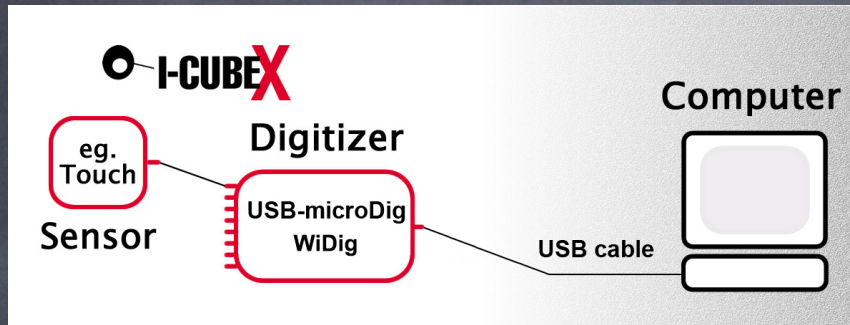 I-CUBEX
Computer
Digitizer
eg.
Touch
USB-microDig
WiDig
Sensor
USB cable